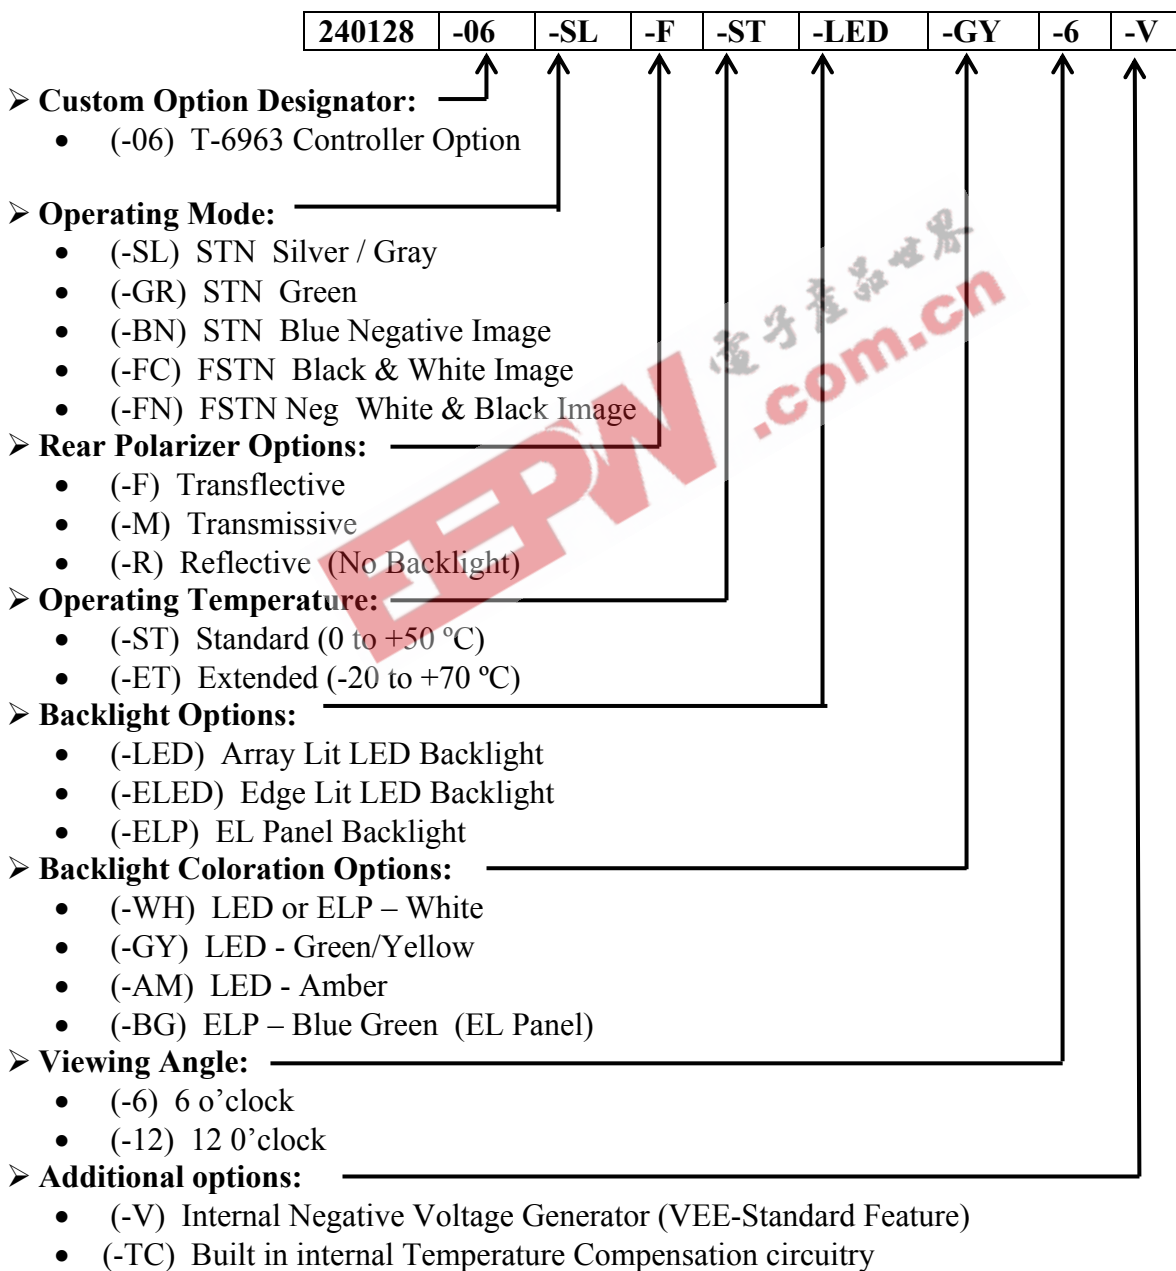 240128 -06 -SL -F -ST -LED -GY -6 -V
➢ Custom Option Designator:
• (-06) T-6963 Controller Option
➢ Operating Mode:
• (-SL) STN Silver / Gray
• (-GR) STN Green
• (-BN) STN Blue Negative Image
• (-FC) FSTN Black & White Image
• (-FN) FSTN Neg White & Black Image
➢ Rear Polarizer Options:
• (-F) Transflective
• (-M) Transmissive
• (-R) Reflective (No Backlight)
➢ Operating Temperature:
• (-ST) Standard (0 to +50 ºC)
• (-ET) Extended (-20 to +70 ºC)
➢ Backlight Options:
• (-LED) Array Lit LED Backlight
• (-ELED) Edge Lit LED Backlight
• (-ELP) EL Panel Backlight
➢ Backlight Coloration Options:
• (-WH) LED or ELP – White
• (-GY) LED - Green/Yellow
• (-AM) LED - Amber
• (-BG) ELP – Blue Green (EL Panel)
➢ Viewing Angle:
• (-6) 6 o’clock
• (-12) 12 0’clock
➢ Additional options:
• (-V) Internal Negative Voltage Generator (VEE-Standard Feature)
• (-TC) Built in internal Temperature Compensation circuitry
EEPW 電子產品世界
.com.cn